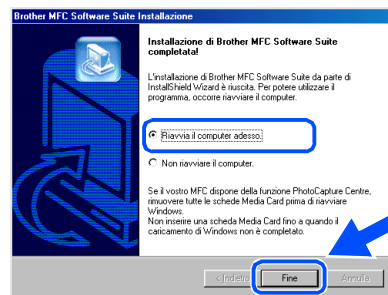 Brother MFC Software Suite Installazione
Installazione di Brother MFC Software Suite
completata!
L'installazione di Brother MFC Software Suite da parte di
InstallShield Wizard è riuscita. Per potere utilizzare il
programma, occorre riavviare il computer.
Riavvia il computer adesso.
Non riavviare il computer.
Se il vostro MFC dispone della funzione PhotoCapture Centre,
rimuovere tutte le schede Media Card prima di riavviare
Windows.
Non inserire una scheda Media Card fino a quando il
caricamento di Windows non è completato.
< Indietro Fine Annulla